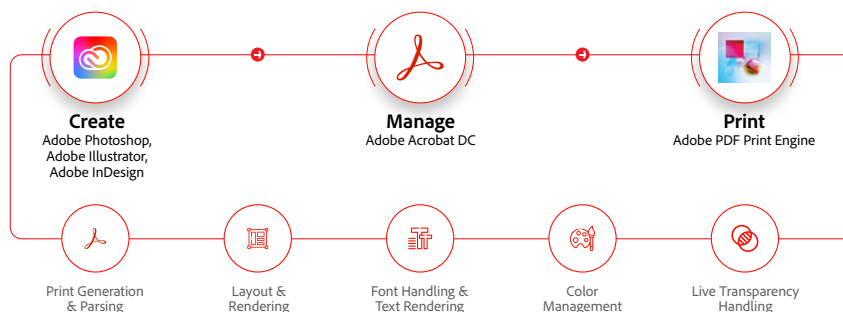 Create
Adobe Photoshop,
Adobe Illustrator,
Adobe InDesign
Manage
Adobe Acrobat DC
Print
Adobe PDF Print Engine
Print Generation
& Parsing
Layout &
Rendering
Font Handling &
Text Rendering
Color
Management
Live Transparency
Handling